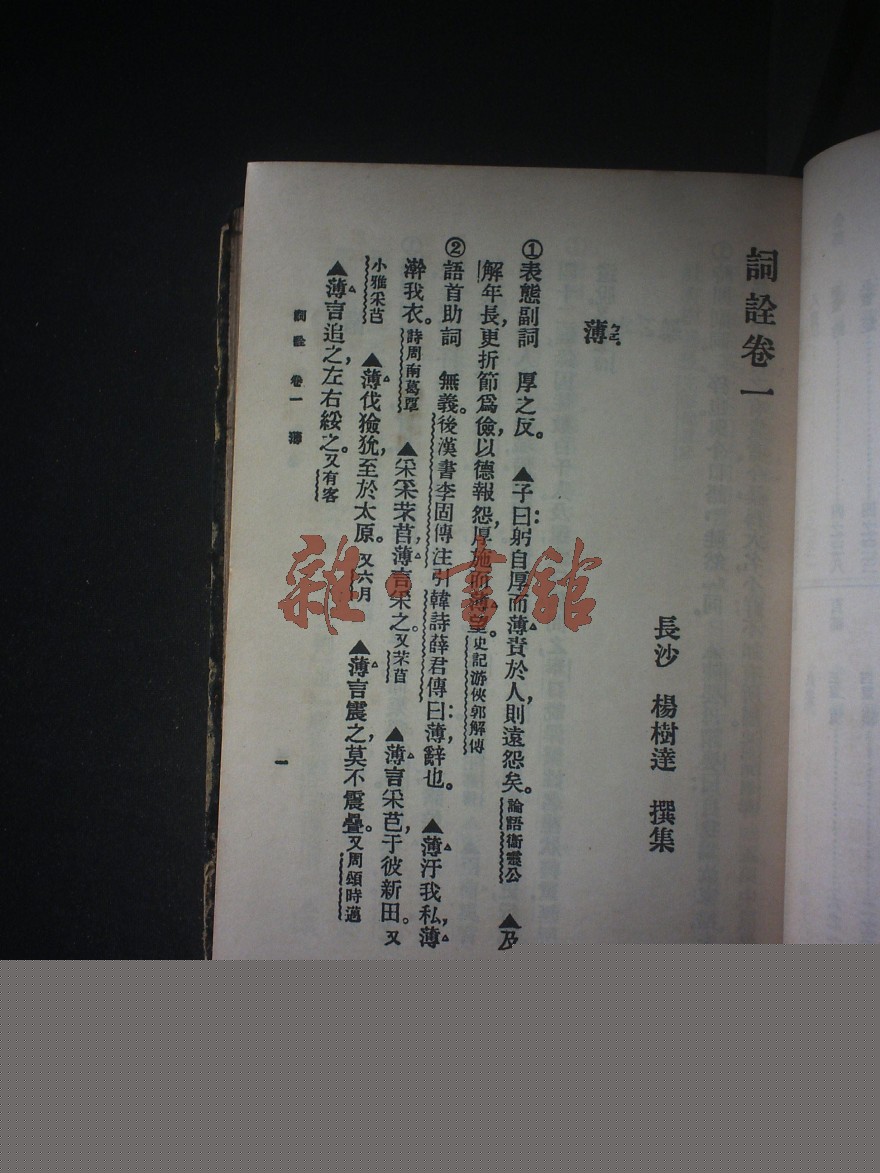 詞詮卷一
長沙　楊樹達　撰集
薄ㄅㄛˊ
①表態副詞　厚之反。　▲子曰：躬自厚而薄責於人，則遠怨矣。論語衞靈公　▲及
解年長，更折節爲儉，以德報怨，厚施而薄望。史記游俠郭解傳
②語首助詞　無義。後漢書李固傳注引韓詩薛君傳曰：薄，辭也。　▲薄汙我私，薄
澣我衣。詩周南葛覃　▲采采芣苢，薄言采之。又芣苢　▲薄言采芑，于彼新田。又
小雅采芑　▲薄伐獫狁，至於太原。又六月　▲薄言震之，莫不震疊。又周頌時邁
▲薄言追之，左右綏之。又有客
詞詮　卷一　薄
一
雜·書館